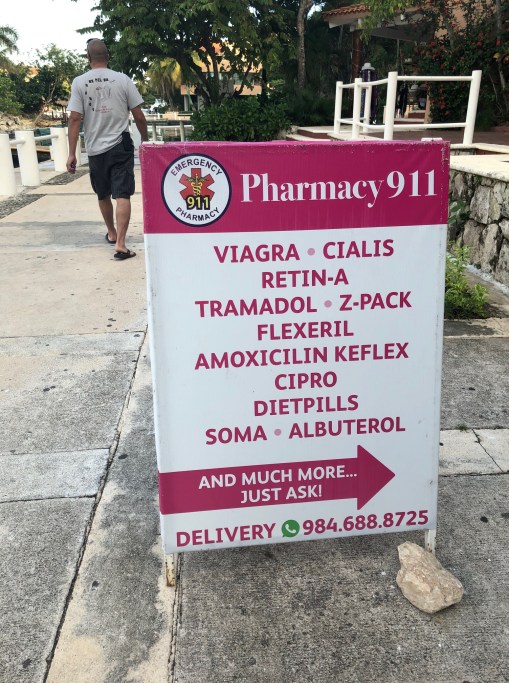 EMERGENCY
911
PHARMACY
Pharmacy911
VIAGRA • CIALIS
RETIN-A
TRAMADOL • Z-PACK
FLEXERIL
AMOXICILIN KEFLEX
CIPRO
DIETPILLS
SOMA • ALBUTEROL
AND MUCH MORE...
JUST ASK!
DELIVERY 984.688.8725